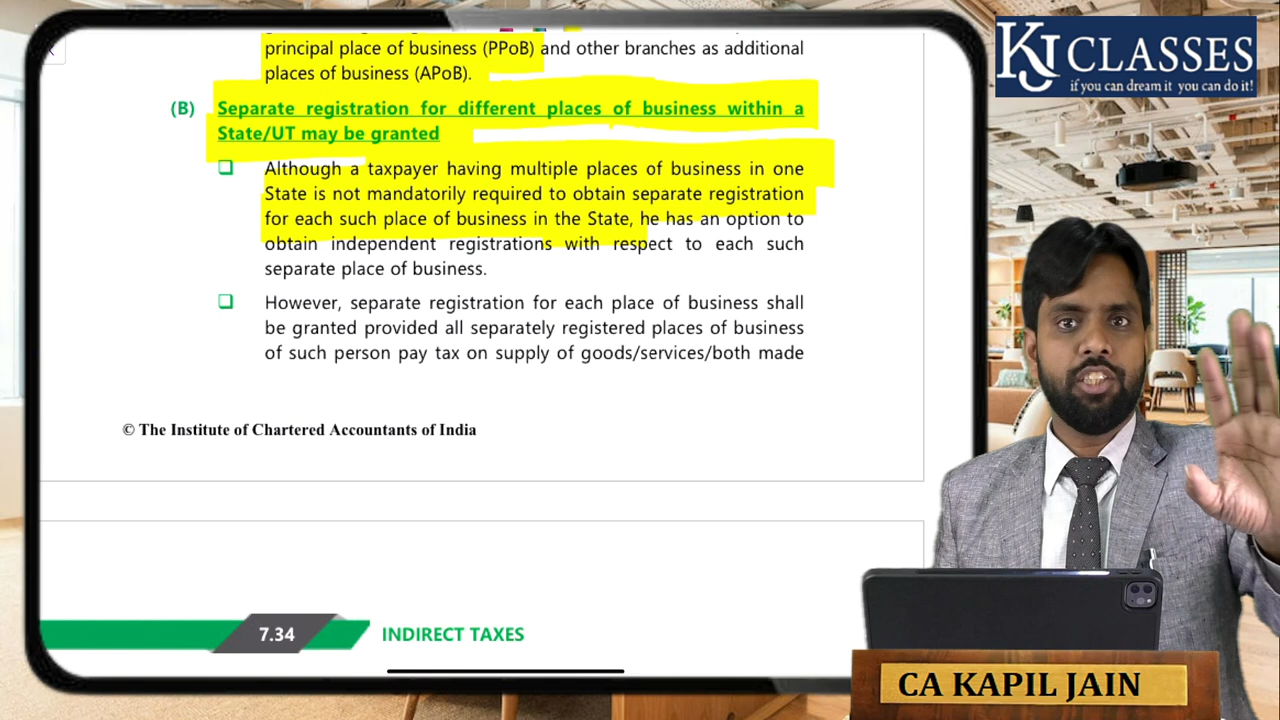 principal place of business (PPoB) and other branches as additional
places of business (APoB).
(B) Separate registration for different places of business within a
State/UT may be granted
❑ Although a taxpayer having multiple places of business in one
State is not mandatorily required to obtain separate registration
for each such place of business in the State, he has an option to
obtain independent registrations with respect to each such
separate place of business.
❑ However, separate registration for each place of business shall
be granted provided all separately registered places of business
of such person pay tax on supply of goods/services/both made
© The Institute of Chartered Accountants of India
7.34 INDIRECT TAXES
KJ CLASSES
if you can dream it you can do it!
CA KAPIL JAIN